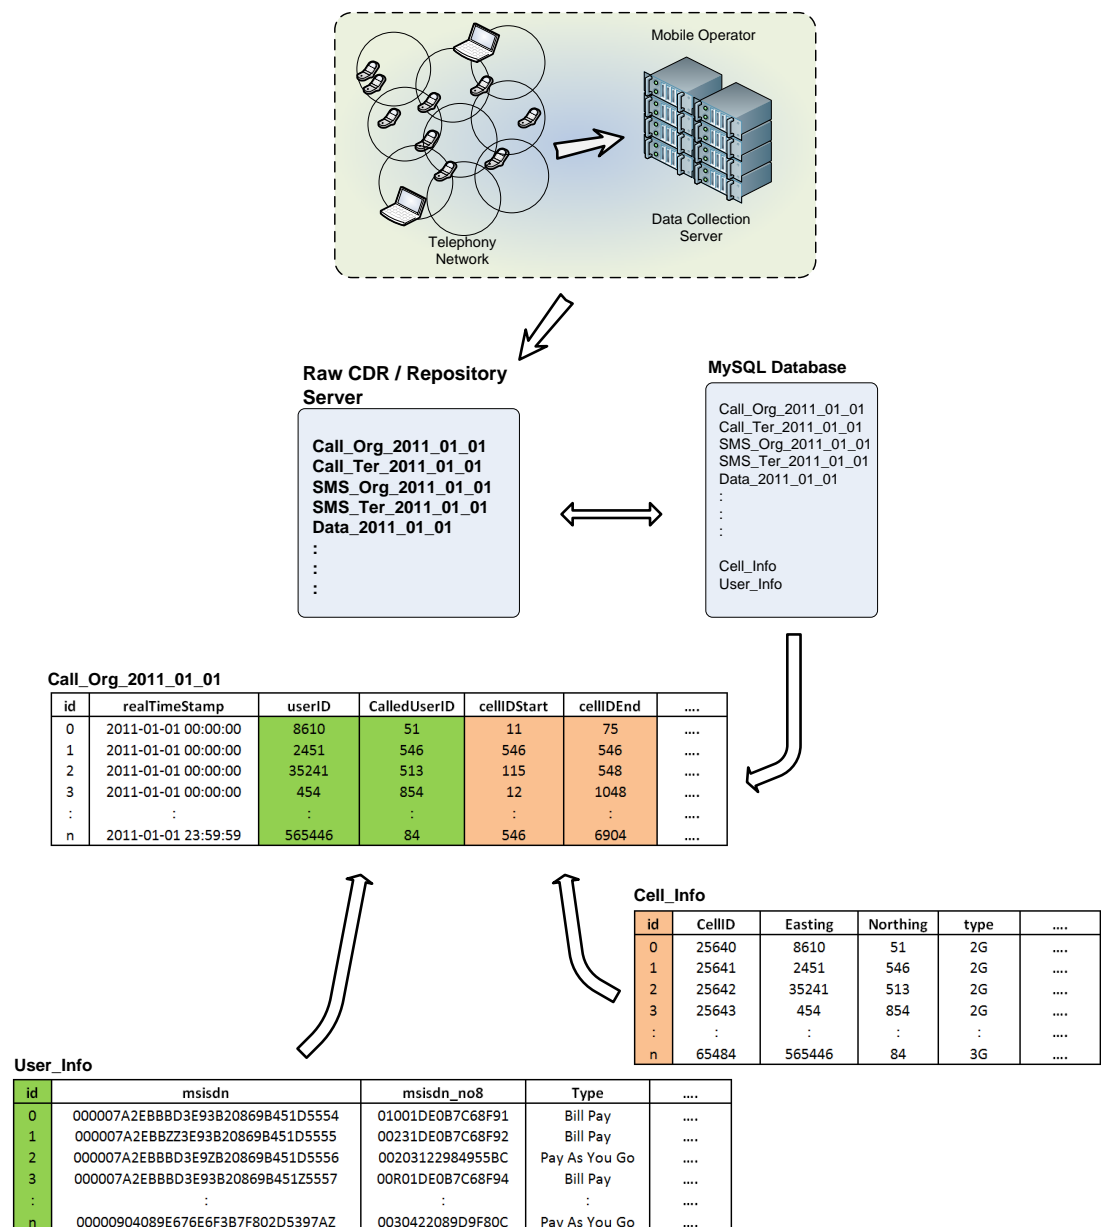 Mobile Operator
Data Collection
Server
Telephony
Network
Raw CDR / Repository
Server
Call_Org_2011_01_01
Call_Ter_2011_01_01
SMS_Org_2011_01_01
SMS_Ter_2011_01_01
Data_2011_01_01
:
:
:
MySQL Database
Call_Org_2011_01_01
Call_Ter_2011_01_01
SMS_Org_2011_01_01
SMS_Ter_2011_01_01
Data_2011_01_01
:
:
:
Cell_Info
User_Info
Call_Org_2011_01_01
id realTimeStamp userID CalledUserID cellIDStart cellIDEnd ....
0 2011-01-01 00:00:00 8610 51 11 75 ....
1 2011-01-01 00:00:00 2451 546 546 546 ....
2 2011-01-01 00:00:00 35241 513 115 548 ....
3 2011-01-01 00:00:00 454 854 12 1048 ....
: : : : : : ....
n 2011-01-01 23:59:59 565446 84 546 6904 ....
Cell_Info
id CellID Easting Northing type ....
0 25640 8610 51 2G ....
1 25641 2451 546 2G ....
2 25642 35241 513 2G ....
3 25643 454 854 2G ....
: : : : : ....
n 65484 565446 84 3G ....
User_Info
id msisdn msisdn_no8 Type ....
0 000007A2EBBBD3E93B20869B451D5554 01001DE0B7C68F91 Bill Pay ....
1 000007A2EBBZZ3E93B20869B451D5555 00231DE0B7C68F92 Bill Pay ....
2 000007A2EBBBD3E9ZB20869B451D5556 00203122984955BC Pay As You Go ....
3 000007A2EBBBD3E93B20869B451Z5557 00R01DE0B7C68F94 Bill Pay ....
: : : : ....
n 00000904089E676E6F3B7F802D5397AZ 0030422089D9F80C Pay As You Go ....